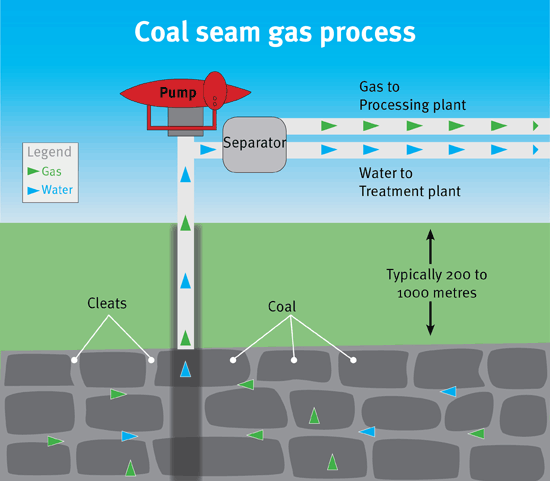 Coal seam gas process
Pump
Gas to
Processing plant
Separator
Legend
Gas
Water
Water to
Treatment plant
Typically 200 to
1000 metres
Cleats
Coal